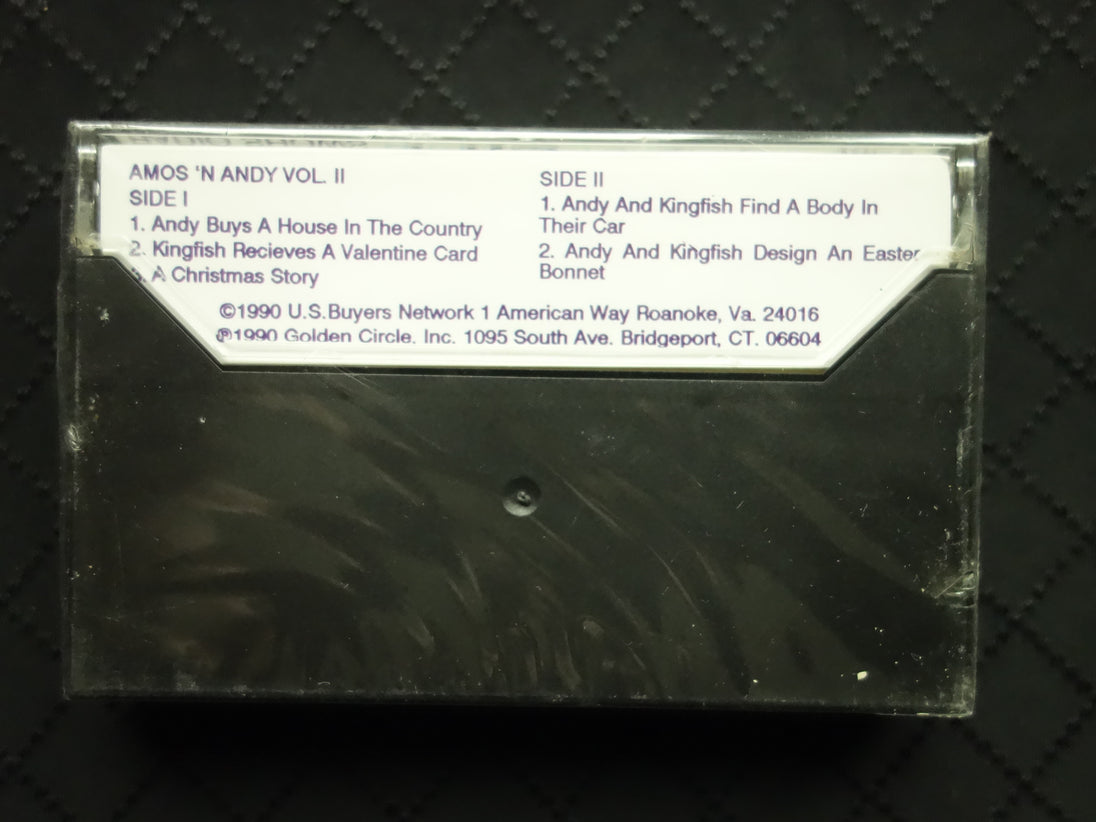 AMOS 'N ANDY VOL. II
SIDE I
1. Andy Buys A House In The Country
2. Kingfish Recieves A Valentine Card
3. A Christmas Story
SIDE II
1. Andy And Kingfish Find A Body In
Their Car
2. Andy And Kingfish Design An Easter
Bonnet
©1990 U.S.Buyers Network 1 American Way Roanoke, Va. 24016
℗1990 Golden Circle, Inc. 1095 South Ave. Bridgeport, CT. 06604